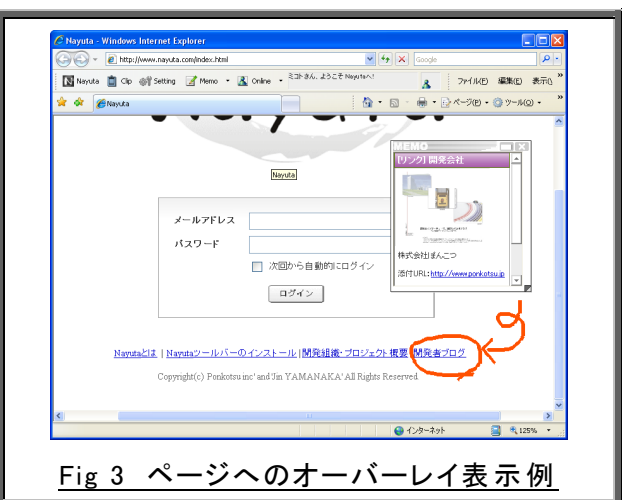 Nayuta - Windows Internet Explorer
http://www.nayuta.com/index.html
Google
Nayuta Clip Setting Memo Online ミコトさん、ようこそNayutaへ! ファイル(F) 編集(E) 表示(V) »
Nayuta ページ(P) ツール(O) »
Nayuta
MEMO
[リンク] 開発会社
株式会社ぽんこつ
添付URL:http://www.ponkotsu.jp
メールアドレス
パスワード
次回から自動的にログイン
ログイン
Nayutaとは | Nayutaツールバーのインストール | 開発組織・プロジェクト概要 | 開発者ブログ
Copyright(c) Ponkotsu inc' and 'Jin YAMANAKA' All Rights Reserved
インターネット 125%
Fig 3 ページへのオーバーレイ表示例